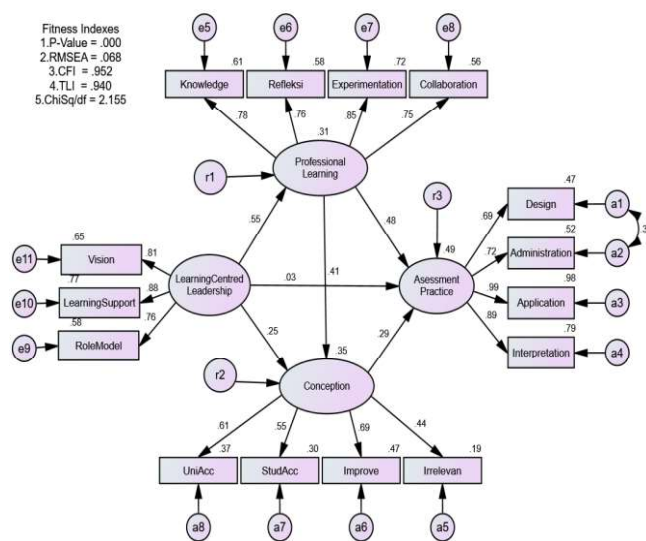 Fitness Indexes
1.P-Value = .000
2.RMSEA = .068
3.CFI = .952
4.TLI = .940
5.ChiSq/df = 2.155
e5 e6 e7 e8
.61 .58 .72 .56
Knowledge Refleksi Experimentation Collaboration
.78 .76 .85 .75
.31
Professional
Learning
r1 r3
.47
Design a1
.55 .48 .69
.65 .49 .52 .3
e11 Vision .81 .72 Administration a2
.77
LearningCentred
Leadership
.03 .41
Asessment
Practice
e10 LearningSupport .88 .99 .98
Application a3
.58 .76 .89
e9 RoleModel .25 .29 .79
.35 Interpretation a4
r2 Conception
.61 .55 .69 .44
.37 .30 .47 .19
UniAcc StudAcc Improve Irrelevan
a8 a7 a6 a5